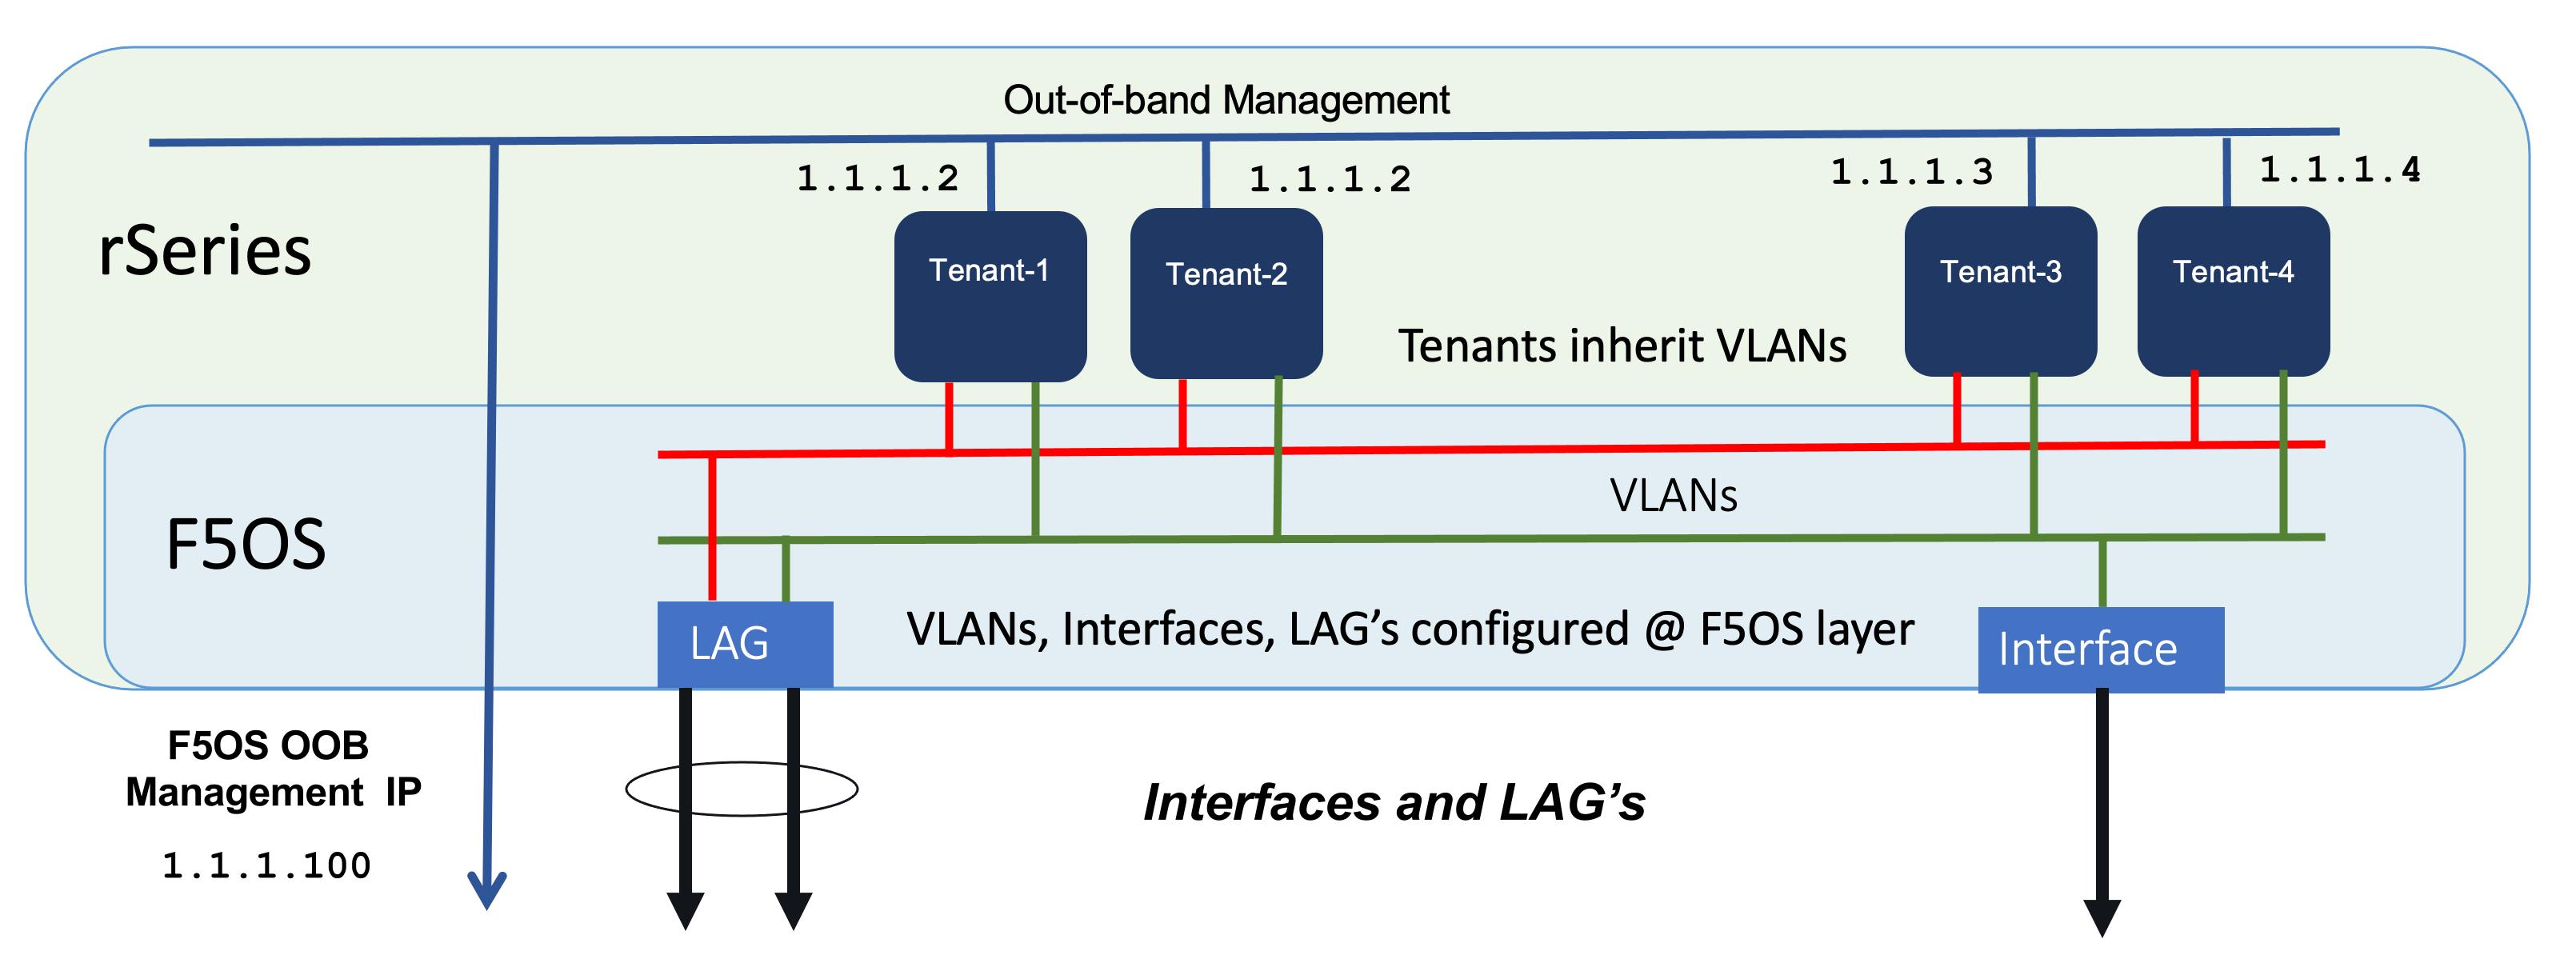 Out-of-band Management
1.1.1.2
1.1.1.2
1.1.1.3
1.1.1.4
rSeries
Tenant-1
Tenant-2
Tenant-3
Tenant-4
Tenants inherit VLANs
VLANs
F5OS
LAG
VLANs, Interfaces, LAG's configured @ F5OS layer
Interface
F5OS OOB
Management IP
1.1.1.100
Interfaces and LAG's